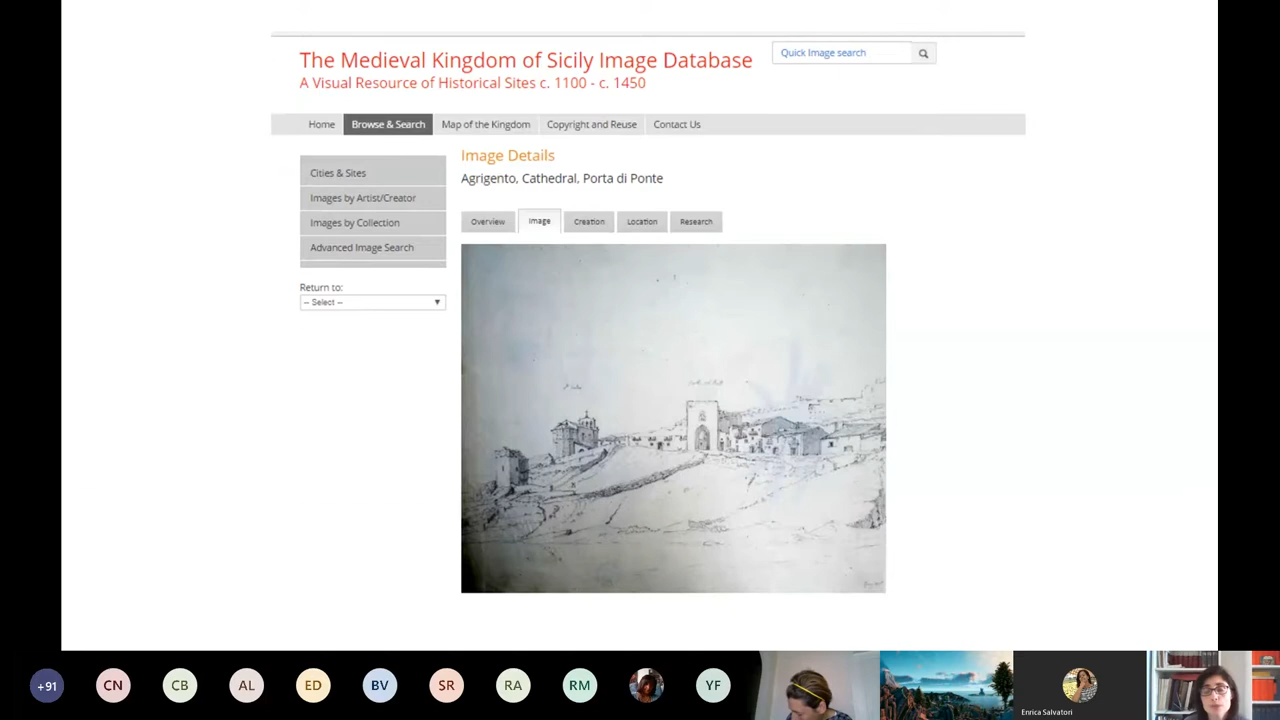 The Medieval Kingdom of Sicily Image Database
Quick Image search
A Visual Resource of Historical Sites c. 1100 - c. 1450
Home Browse & Search Map of the Kingdom Copyright and Reuse Contact Us
Image Details
Cities & Sites
Agrigento, Cathedral, Porta di Ponte
Images by Artist/Creator
Images by Collection
Overview Image Creation Location Research
Advanced Image Search
Return to:
-- Select --
+91 CN CB AL ED BV SR RA RM YF
Enrica Salvatori